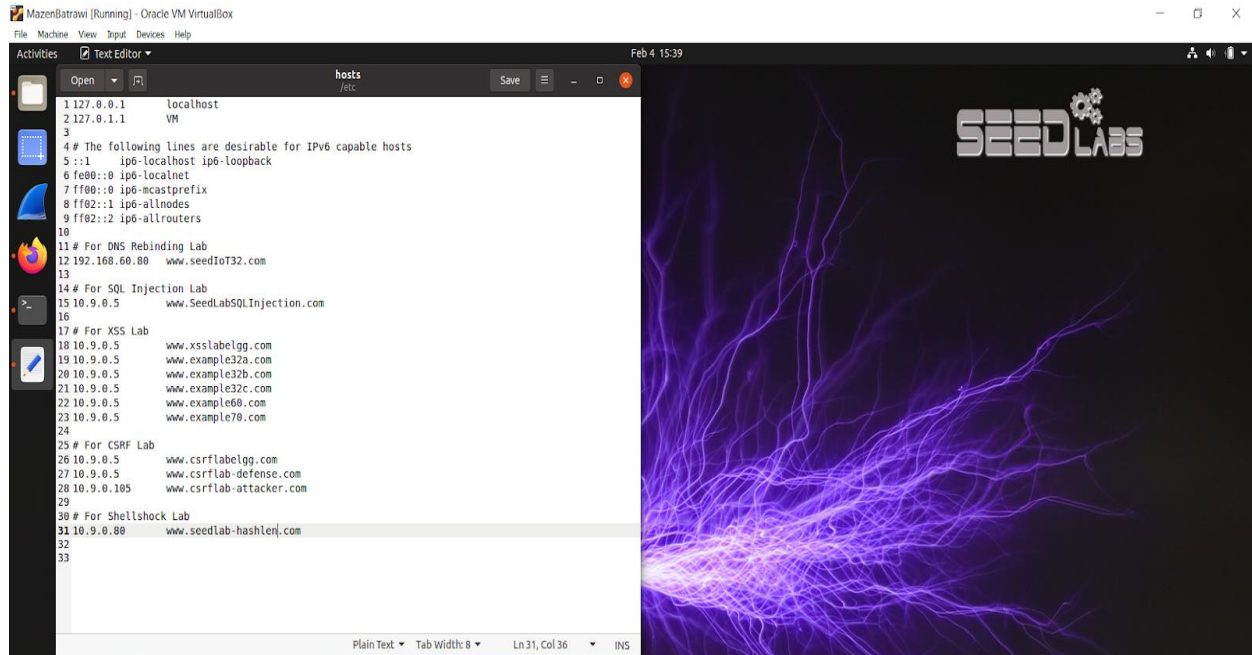 MazenBatrawi [Running] - Oracle VM VirtualBox
File Machine View Input Devices Help
Activities Text Editor Feb 4 15:39
Open hosts Save
/etc
1 127.0.0.1 localhost
2 127.0.1.1 VM
3
4 # The following lines are desirable for IPv6 capable hosts
5 ::1 ip6-localhost ip6-loopback
6 fe00::0 ip6-localnet
7 ff00::0 ip6-mcastprefix
8 ff02::1 ip6-allnodes
9 ff02::2 ip6-allrouters
10
11 # For DNS Rebinding Lab
12 192.168.60.80 www.seedIoT32.com
13
14 # For SQL Injection Lab
15 10.9.0.5 www.SeedLabSQLInjection.com
16
17 # For XSS Lab
18 10.9.0.5 www.xsslabelgg.com
19 10.9.0.5 www.example32a.com
20 10.9.0.5 www.example32b.com
21 10.9.0.5 www.example32c.com
22 10.9.0.5 www.example60.com
23 10.9.0.5 www.example70.com
24
25 # For CSRF Lab
26 10.9.0.5 www.csrflabelgg.com
27 10.9.0.5 www.csrflab-defense.com
28 10.9.0.105 www.csrflab-attacker.com
29
30 # For Shellshock Lab
31 10.9.0.80 www.seedlab-hashlen.com
32
33
Plain Text Tab Width: 8 Ln 31, Col 36 INS
SEED LABS